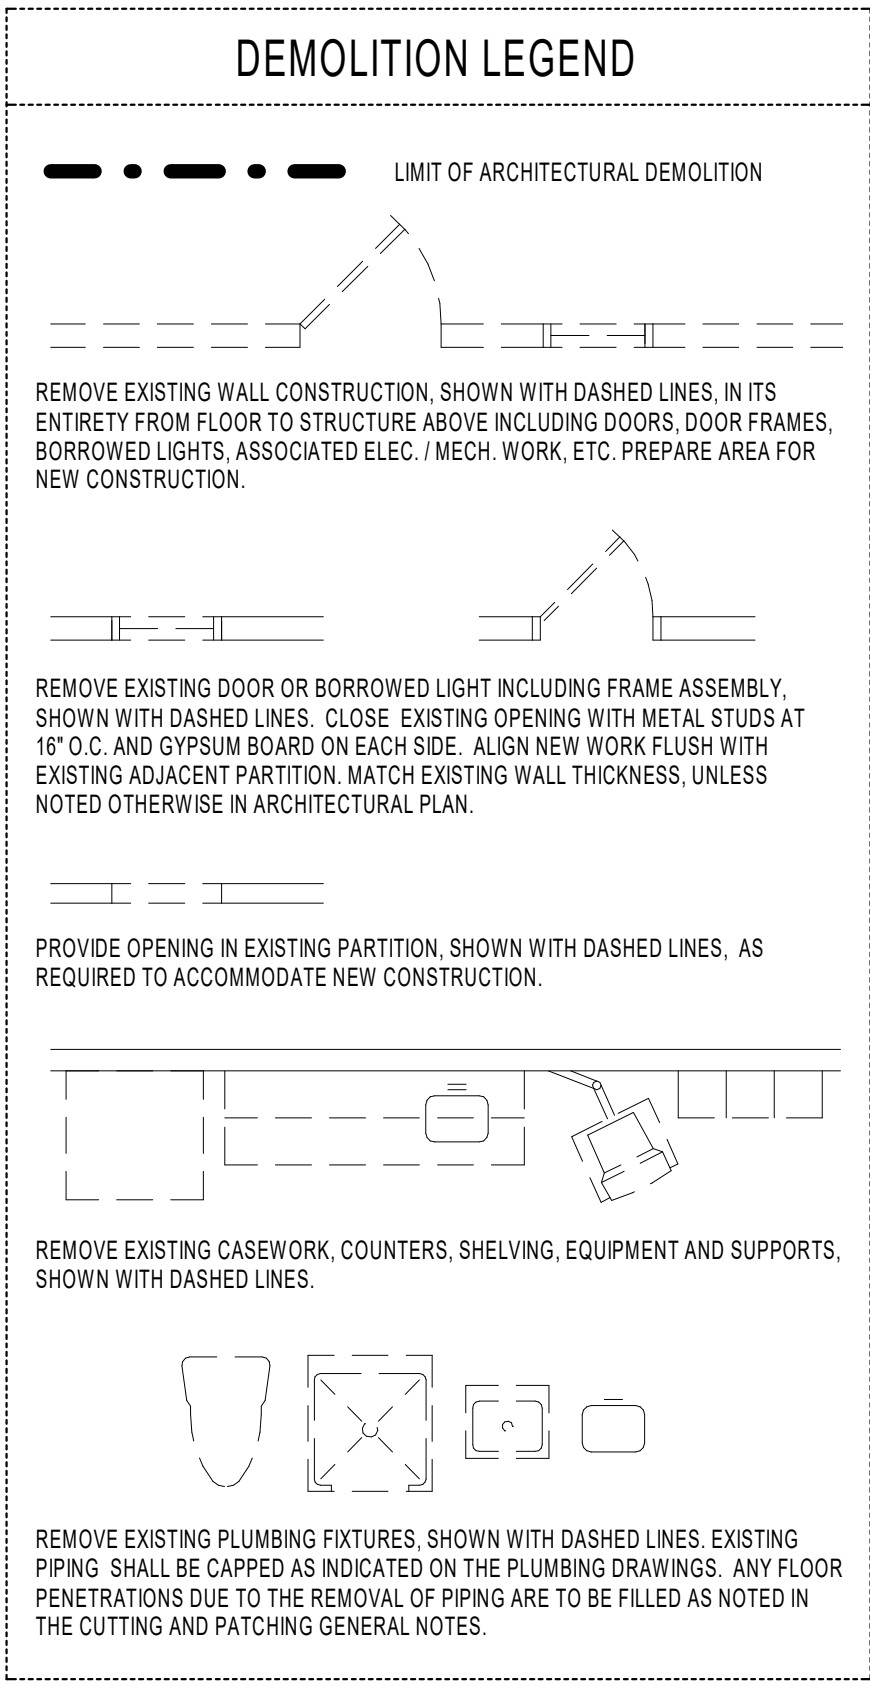 DEMOLITION LEGEND
LIMIT OF ARCHITECTURAL DEMOLITION
REMOVE EXISTING WALL CONSTRUCTION, SHOWN WITH DASHED LINES, IN ITS
ENTIRETY FROM FLOOR TO STRUCTURE ABOVE INCLUDING DOORS, DOOR FRAMES,
BORROWED LIGHTS, ASSOCIATED ELEC. / MECH. WORK, ETC. PREPARE AREA FOR
NEW CONSTRUCTION.
REMOVE EXISTING DOOR OR BORROWED LIGHT INCLUDING FRAME ASSEMBLY,
SHOWN WITH DASHED LINES. CLOSE EXISTING OPENING WITH METAL STUDS AT
16" O.C. AND GYPSUM BOARD ON EACH SIDE. ALIGN NEW WORK FLUSH WITH
EXISTING ADJACENT PARTITION. MATCH EXISTING WALL THICKNESS, UNLESS
NOTED OTHERWISE IN ARCHITECTURAL PLAN.
PROVIDE OPENING IN EXISTING PARTITION, SHOWN WITH DASHED LINES, AS
REQUIRED TO ACCOMMODATE NEW CONSTRUCTION.
REMOVE EXISTING CASEWORK, COUNTERS, SHELVING, EQUIPMENT AND SUPPORTS,
SHOWN WITH DASHED LINES.
REMOVE EXISTING PLUMBING FIXTURES, SHOWN WITH DASHED LINES. EXISTING
PIPING SHALL BE CAPPED AS INDICATED ON THE PLUMBING DRAWINGS. ANY FLOOR
PENETRATIONS DUE TO THE REMOVAL OF PIPING ARE TO BE FILLED AS NOTED IN
THE CUTTING AND PATCHING GENERAL NOTES.